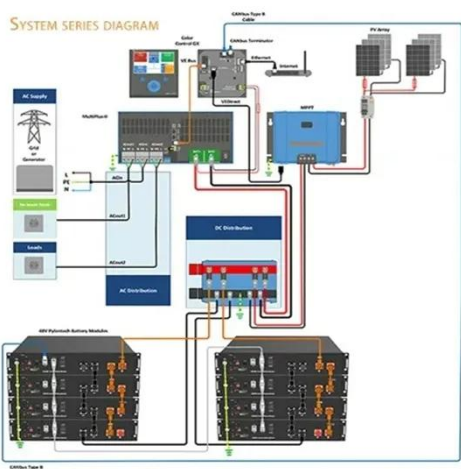 SYSTEM SERIES DIAGRAM
CANbus Type B
Cable
Color
Control GX
CANbus Terminator
PV Array
VE Bus
Ethernet
Internet
AC Supply
VEDirect
MPPT
Multiplus-II
Grid
or
Generator
L
PE
N
ACin
ACout1
Loads
ACout2
DC Distribution
AC Distribution
48V Pylontech Battery Modules
CANbus Type B